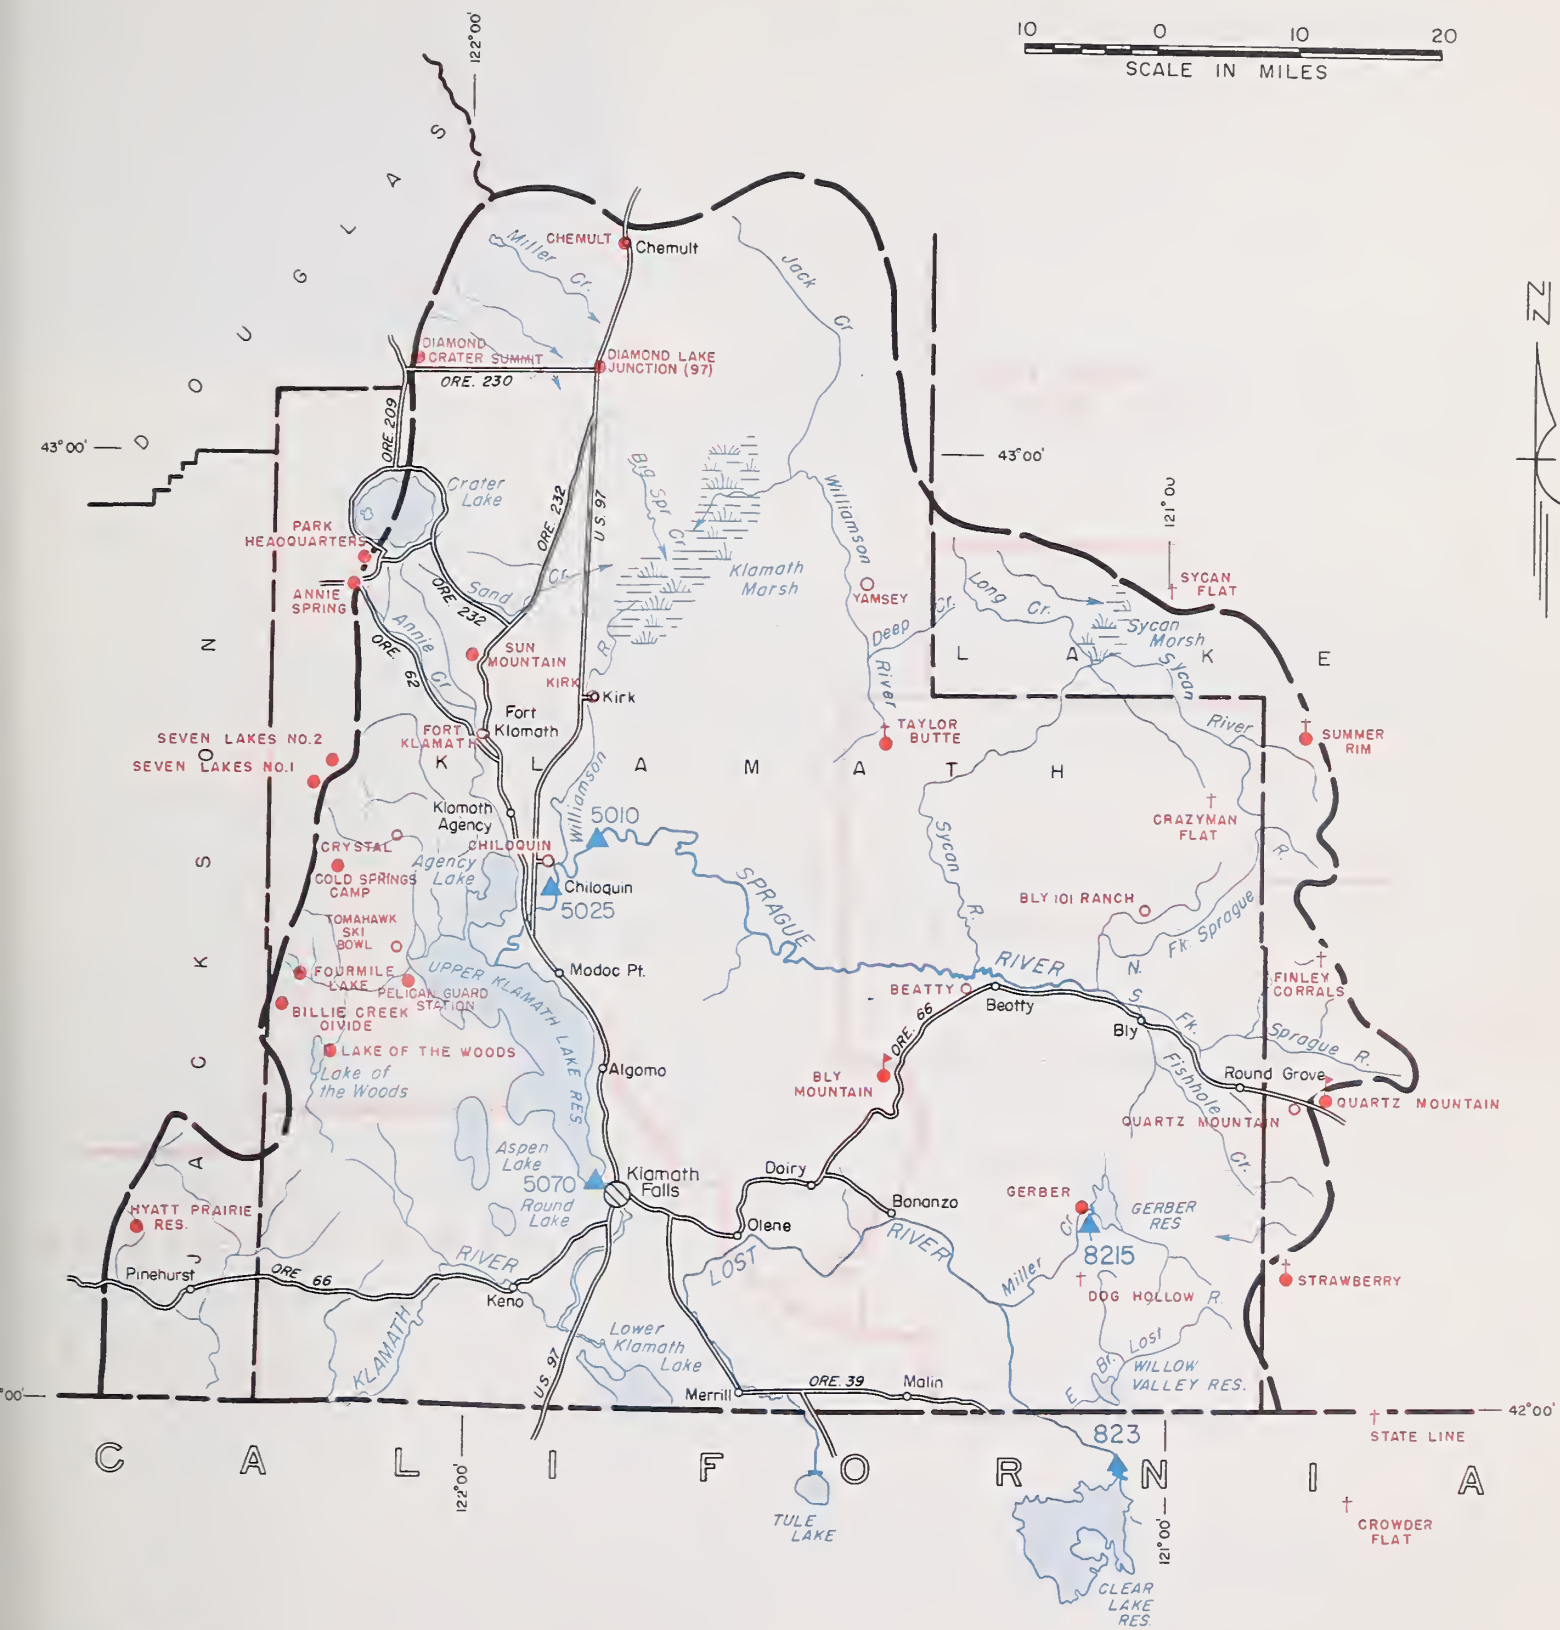 10 0 10 20
SCALE IN MILES
122°00'
DOUGLAS
Miller
Cr.
CHEMULT
Chemult
Jack
Cr
DIAMOND
CRATER SUMMIT
ORE. 230
DIAMOND LAKE
JUNCTION (97)
ORE. 209
43°00'
43°00'
121°00'
Crater
Lake
ORE. 232
U.S. 97
Big Spr
Cr
Williamson
Klamath
Marsh
PARK
HEADQUARTERS
ANNIE
SPRING
Sand
Cr.
ORE. 232
Annie
Cr
ORE.
62
SUN
MOUNTAIN
YAMSEY
Deep
Cr.
River
Long
Cr.
SYCAN
FLAT
Sycan
Marsh
Sycan
River
LAKE
KIRK
Kirk
R.
Fort
Klamath
FORT
KLAMATH
TAYLOR
BUTTE
SUMMER
RIM
SEVEN LAKES NO.2
SEVEN LAKES NO.1
KLAMATH
JACKSON
Klamath
Agency
Williamson
5010
CHILOQUIN
Chiloquin
5025
Agency
Lake
CRYSTAL
COLD SPRINGS
CAMP
TOMAHAWK
SKI
BOWL
CRAZYMAN
FLAT
Sycan
R.
SPRAGUE
RIVER
BLY 101 RANCH
N.
Fk. Sprague
R.
FOURMILE
LAKE
PELICAN GUARD
STATION
UPPER KLAMATH LAKE RES.
Modoc Pt.
BEATTY
Beatty
FINLEY
CORRALS
BILLIE CREEK
DIVIDE
LAKE OF THE WOODS
Lake of
the Woods
Algoma
ORE. 66
BLY
MOUNTAIN
Bly
S.
Fk.
Sprague R.
Fishhole
Cr.
Round Grove
QUARTZ MOUNTAIN
QUARTZ MOUNTAIN
Aspen
Lake
5070
Round
Lake
Klamath
Falls
Dairy
Olene
Bonanza
LOST
RIVER
GERBER
GERBER
RES
8215
Miller
Cr
DOG HOLLOW
STRAWBERRY
HYATT PRAIRIE
RES.
Pinehurst
ORE 66
RIVER
KLAMATH
Keno
Lower
Klamath
Lake
E.
Br.
Lost
R.
WILLOW
VALLEY RES.
U.S. 97
Merrill
ORE. 39
Malin
°00'
42°00'
823
STATE LINE
CALIFORNIA
122°00'
121°00'
TULE
LAKE
CROWDER
FLAT
CLEAR
LAKE
RES.